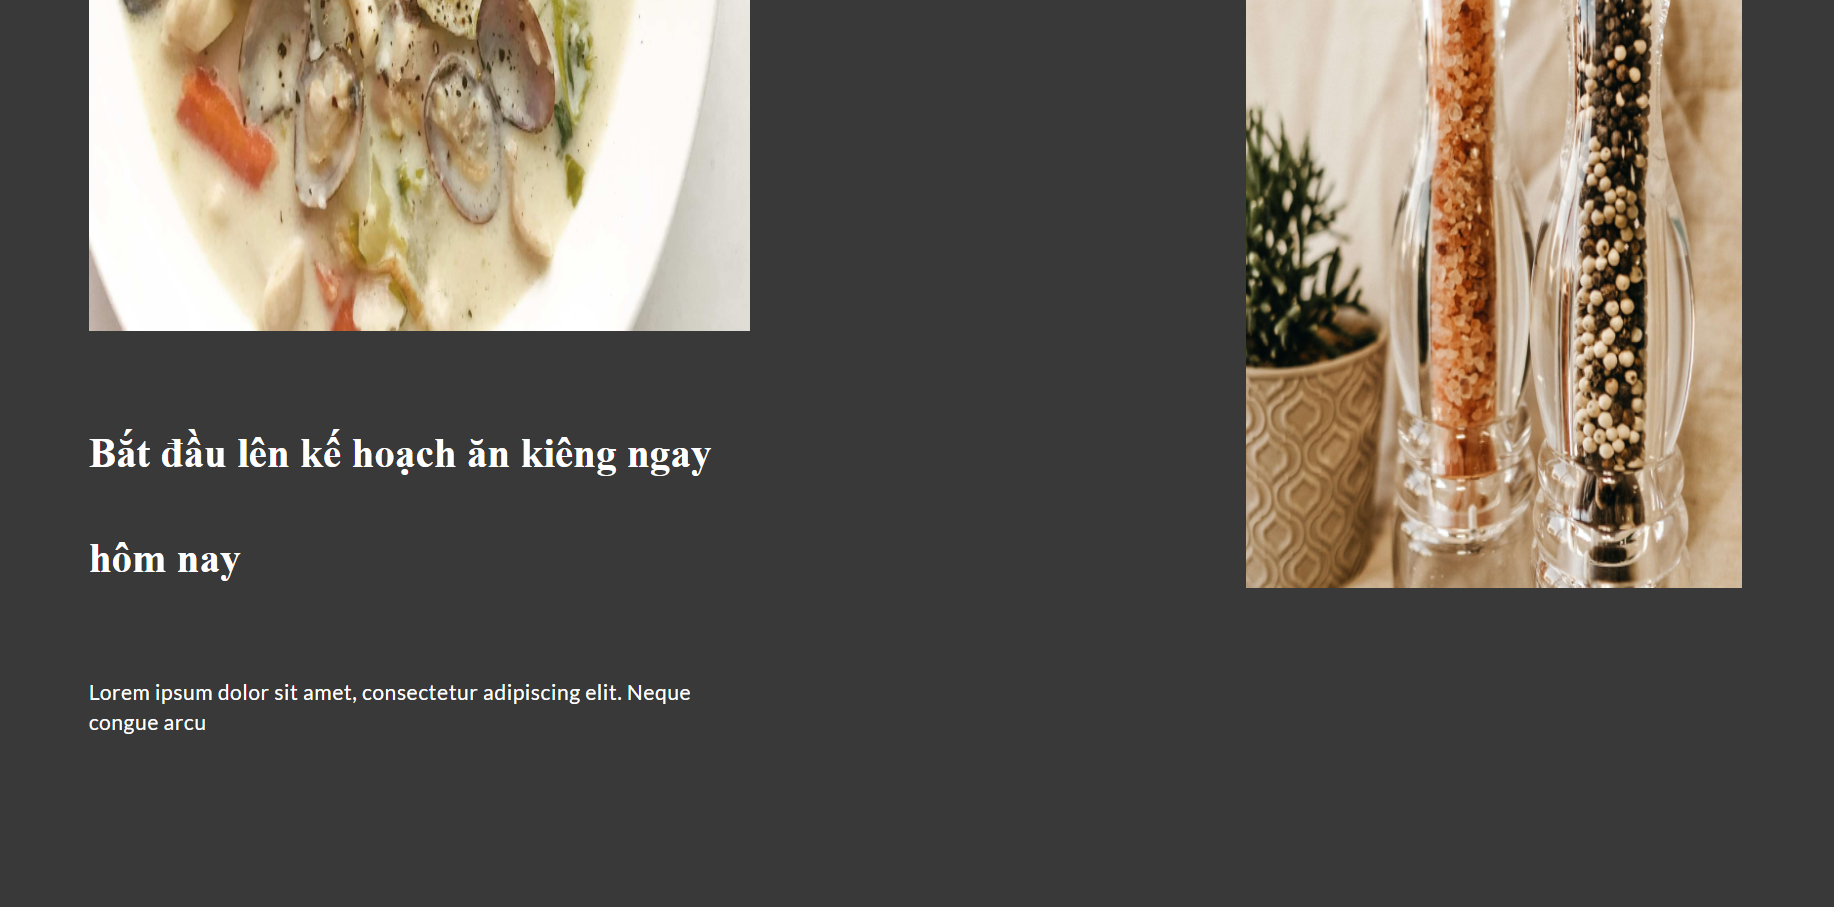 Bắt đầu lên kế hoạch ăn kiêng ngay
hôm nay
Lorem ipsum dolor sit amet, consectetur adipiscing elit. Neque
congue arcu